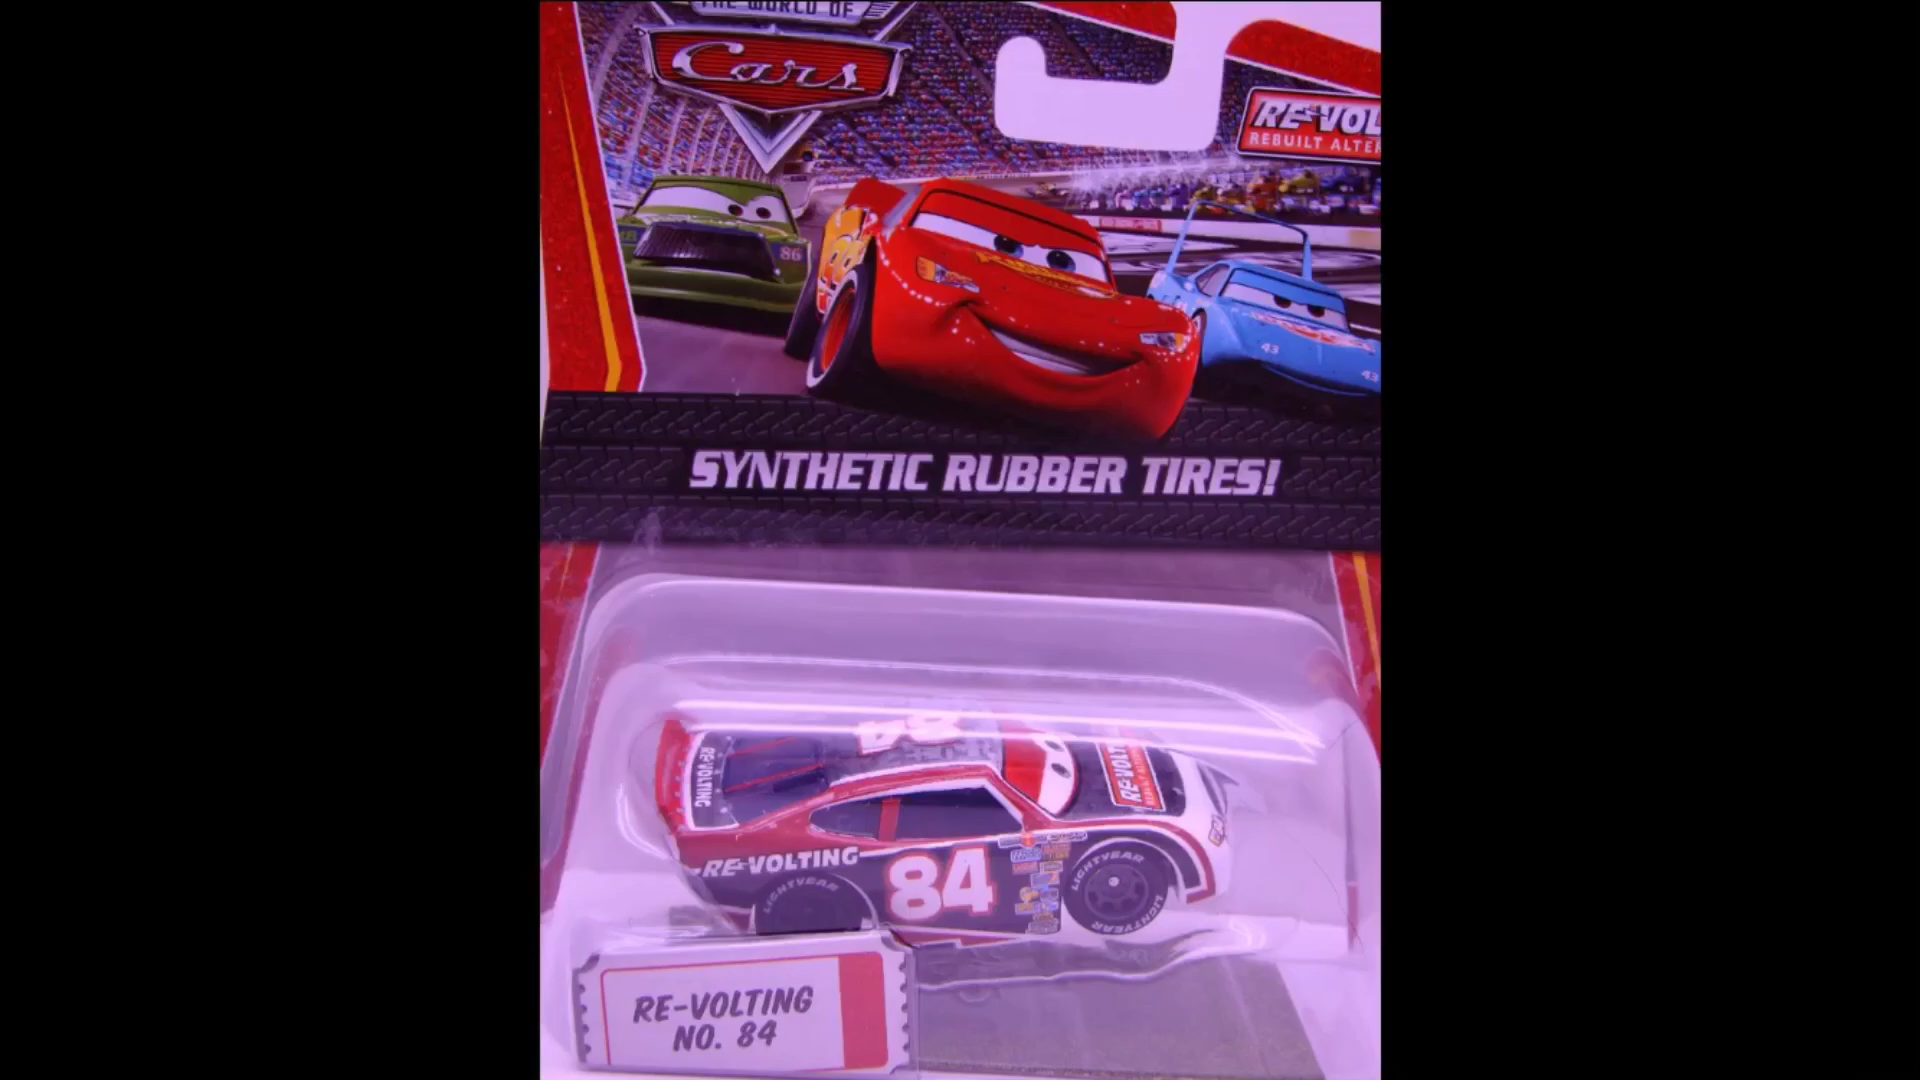 THE WORLD OF
Cars
RE-VOL
REBUILT ALTER
86
43
43
SYNTHETIC RUBBER TIRES!
84
RE-VOLTING
RE-VOLT
RE-VOLTING
84
LIGHTYEAR
LIGHTYEAR
LIGHTYEAR
RE-VOLTING
NO. 84